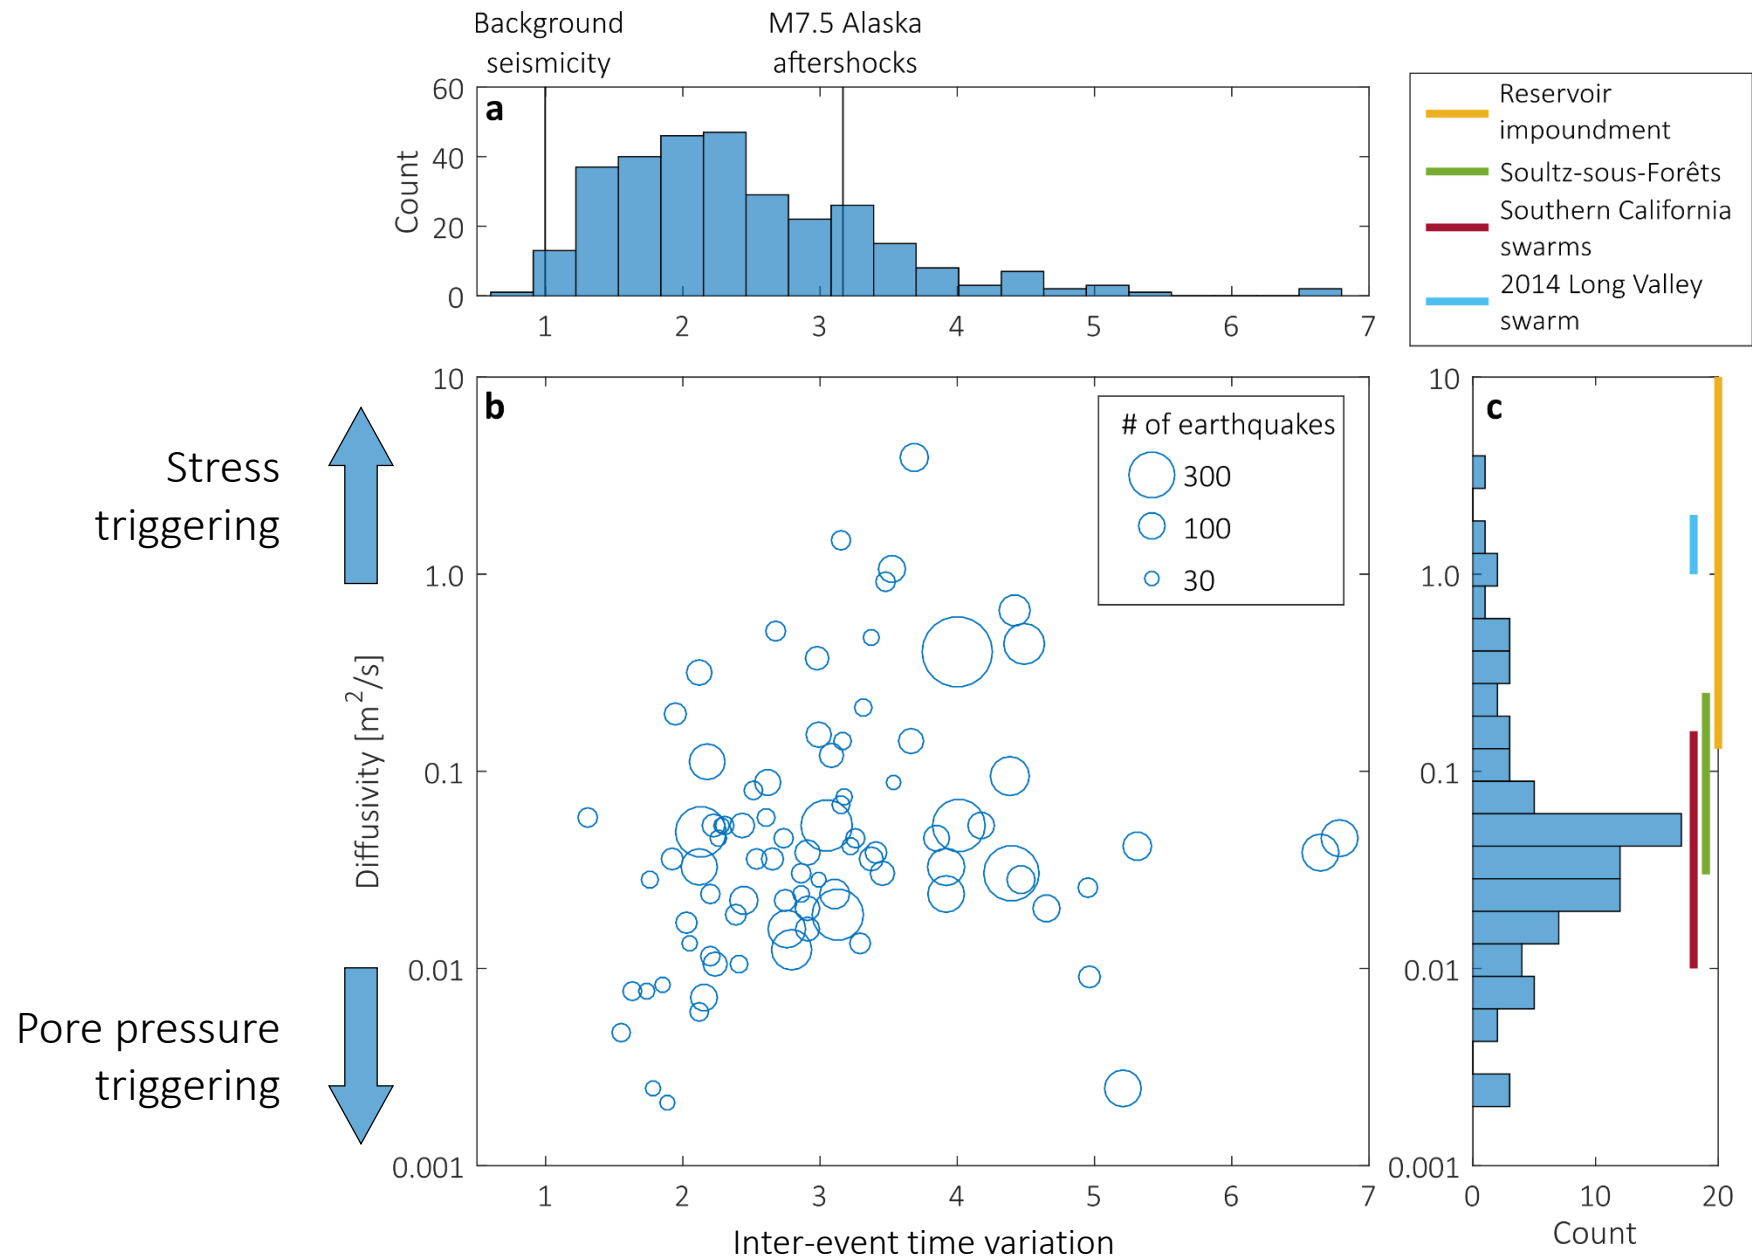 Background
seismicity
M7.5 Alaska
aftershocks
a
Count
60
40
20
0
1 2 3 4 5 6 7
Reservoir
impoundment
Soultz-sous-Forêts
Southern California
swarms
2014 Long Valley
swarm
Stress
triggering
Pore pressure
triggering
b
Diffusivity [m²/s]
10
1.0
0.1
0.01
0.001
# of earthquakes
300
100
30
1 2 3 4 5 6 7
Inter-event time variation
c
10
1.0
0.1
0.01
0.001
0 10 20
Count